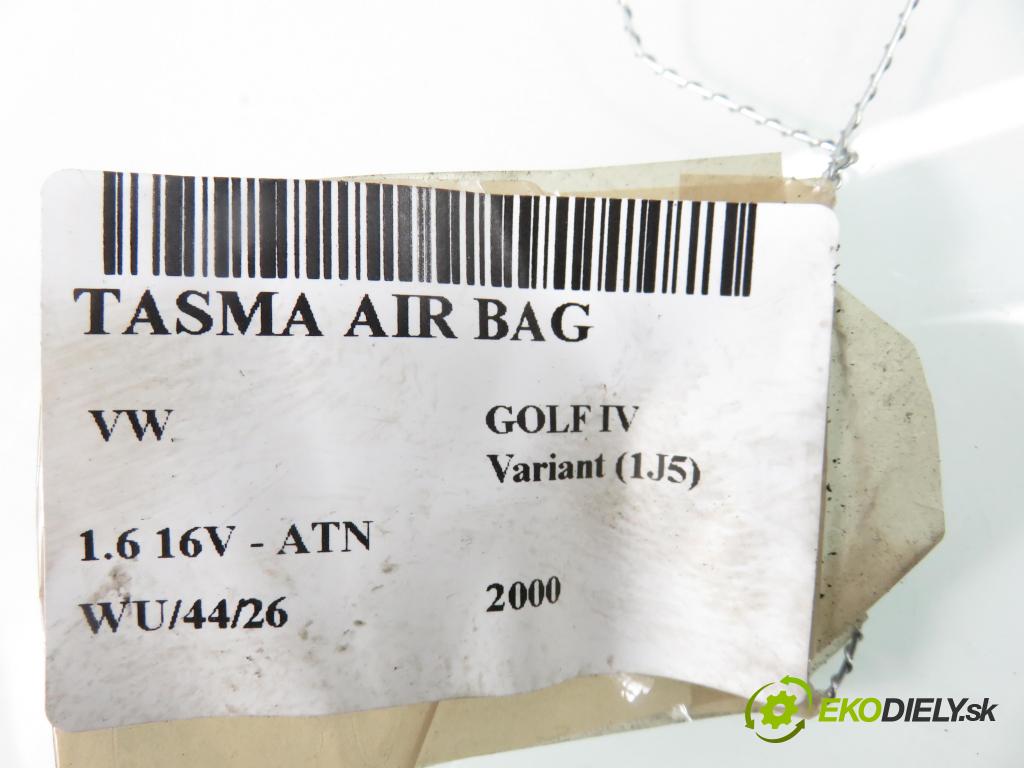 TASMA AIR BAG
VW
GOLF IV
Variant (1J5)
1.6 16V - ATN
WU/44/26
2000
EKODIELY.sk